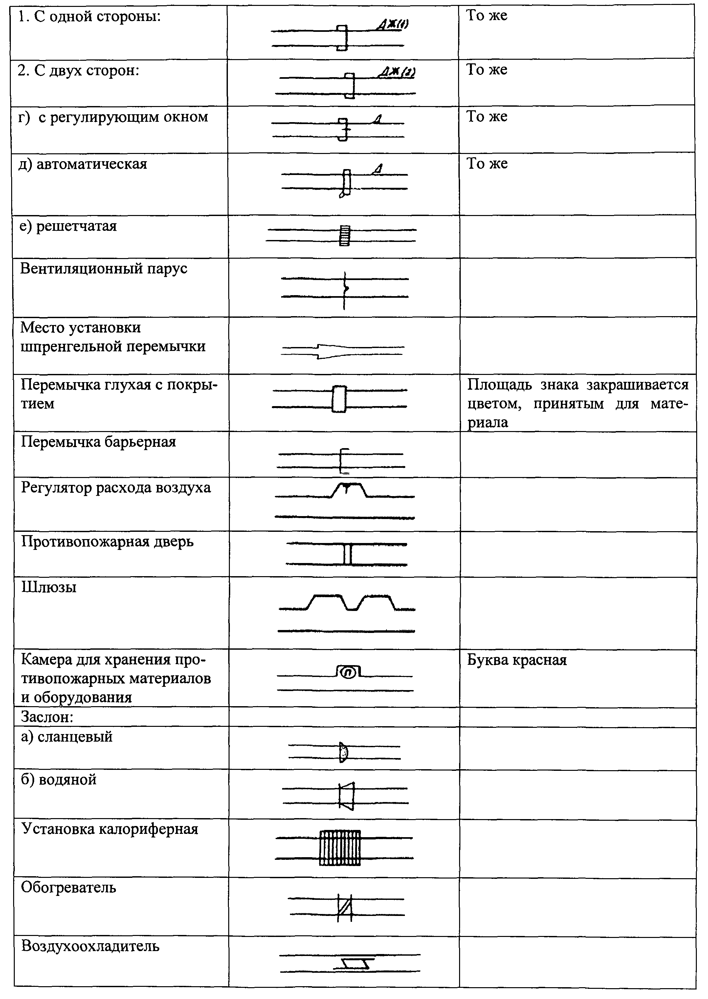 1. С одной стороны:
ДЖ(1)
То же
2. С двух сторон:
ДЖ(2)
То же
г) с регулирующим окном
Д
То же
д) автоматическая
Д
То же
е) решетчатая
Вентиляционный парус
Место установки
шпренгельной перемычки
Перемычка глухая с покры-
тием
Площадь знака закрашивается
цветом, принятым для мате-
риала
Перемычка барьерная
Регулятор расхода воздуха
Противопожарная дверь
Шлюзы
Камера для хранения про-
тивопожарных материалов
и оборудования
П
Буква красная
Заслон:
а) сланцевый
б) водяной
Установка калориферная
Обогреватель
Воздухоохладитель